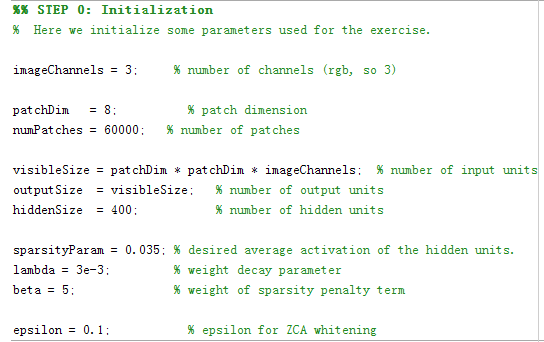 %% STEP 0: Initialization
% Here we initialize some parameters used for the exercise.
imageChannels = 3; % number of channels (rgb, so 3)
patchDim = 8; % patch dimension
numPatches = 60000; % number of patches
visibleSize = patchDim * patchDim * imageChannels; % number of input units
outputSize = visibleSize; % number of output units
hiddenSize = 400; % number of hidden units
sparsityParam = 0.035; % desired average activation of the hidden units.
lambda = 3e-3; % weight decay parameter
beta = 5; % weight of sparsity penalty term
epsilon = 0.1; % epsilon for ZCA whitening